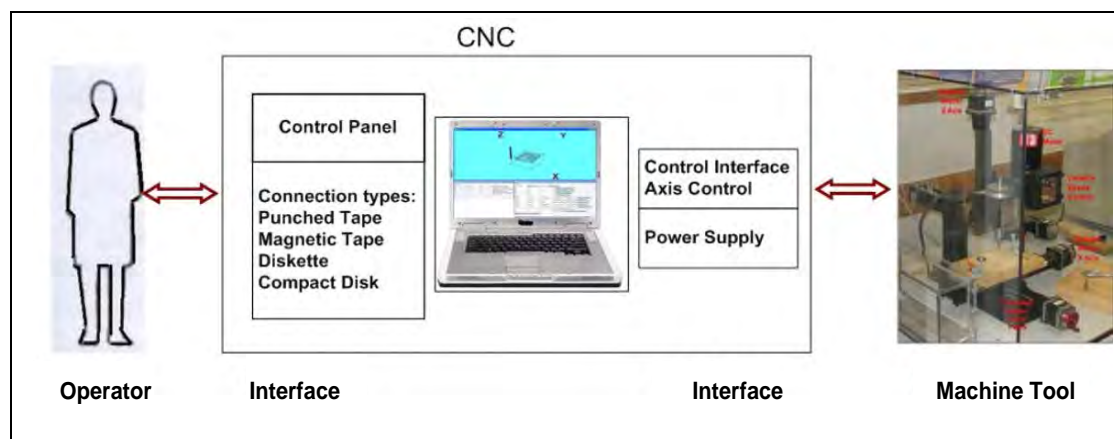 CNC
Control Panel
Connection types:
Punched Tape
Magnetic Tape
Diskette
Compact Disk
Z
Y
X
Control Interface
Axis Control
Power Supply
Operator
Interface
Interface
Machine Tool